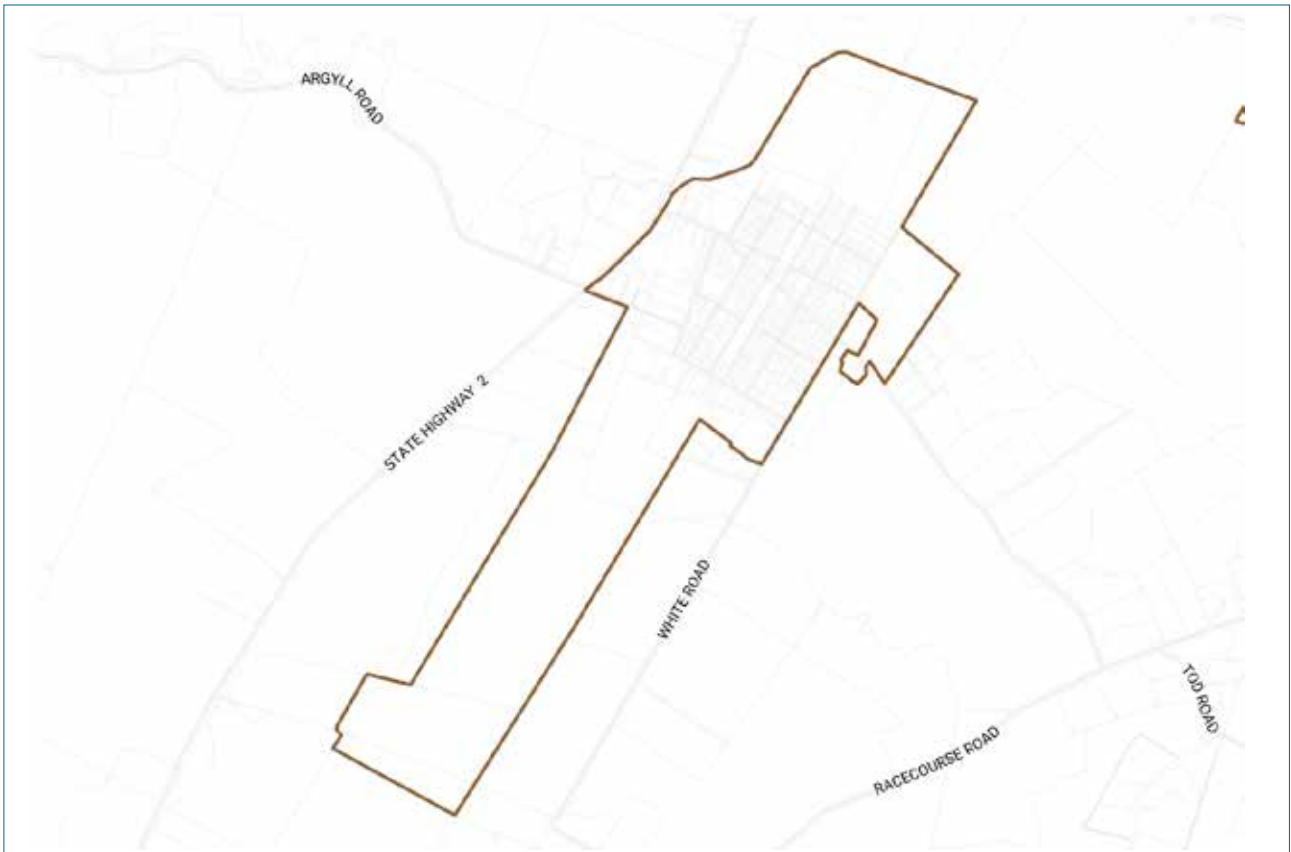 ARGYLL ROAD
STATE HIGHWAY 2
WHITE ROAD
TOD ROAD
RACECOURSE ROAD